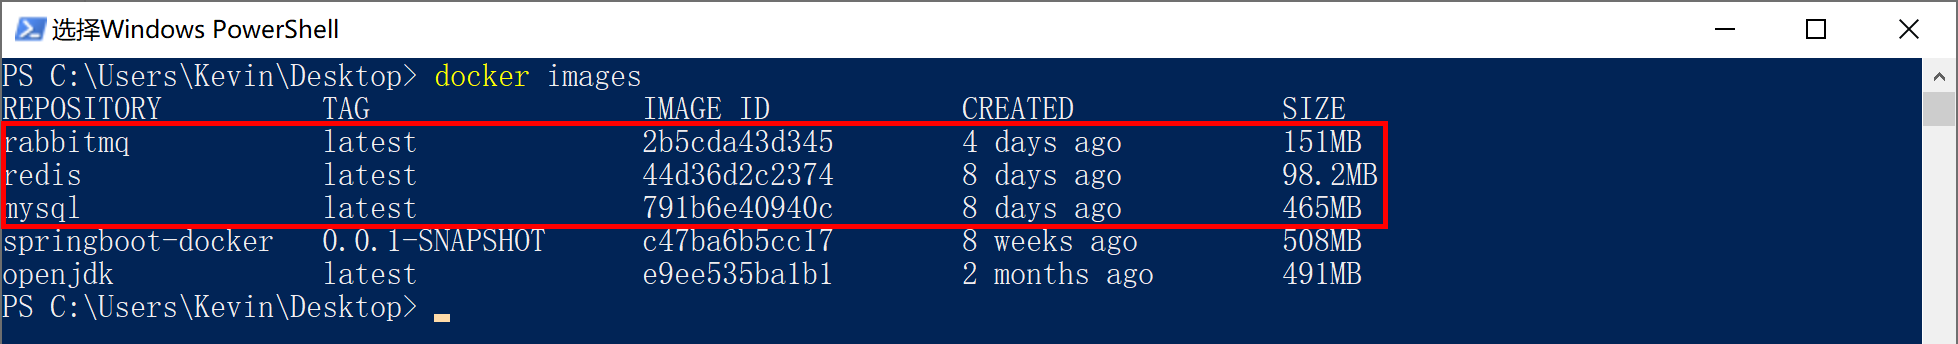 选择Windows PowerShell
PS C:\Users\Kevin\Desktop> docker images
REPOSITORY TAG IMAGE ID CREATED SIZE
rabbitmq latest 2b5cda43d345 4 days ago 151MB
redis latest 44d36d2c2374 8 days ago 98.2MB
mysql latest 791b6e40940c 8 days ago 465MB
springboot-docker 0.0.1-SNAPSHOT c47ba6b5cc17 8 weeks ago 508MB
openjdk latest e9ee535ba1b1 2 months ago 491MB
PS C:\Users\Kevin\Desktop>